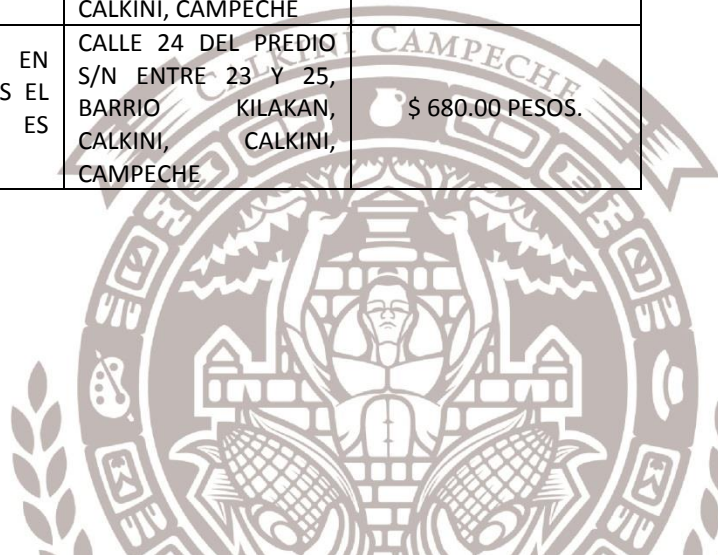 CALKINI, CAMPECHE
EN
S EL
ES
CALLE 24 DEL PREDIO
S/N ENTRE 23 Y 25,
BARRIO KILAKAN,
CALKINI, CALKINI,
CAMPECHE
$ 680.00 PESOS.
CALKINÍ CAMPECHE